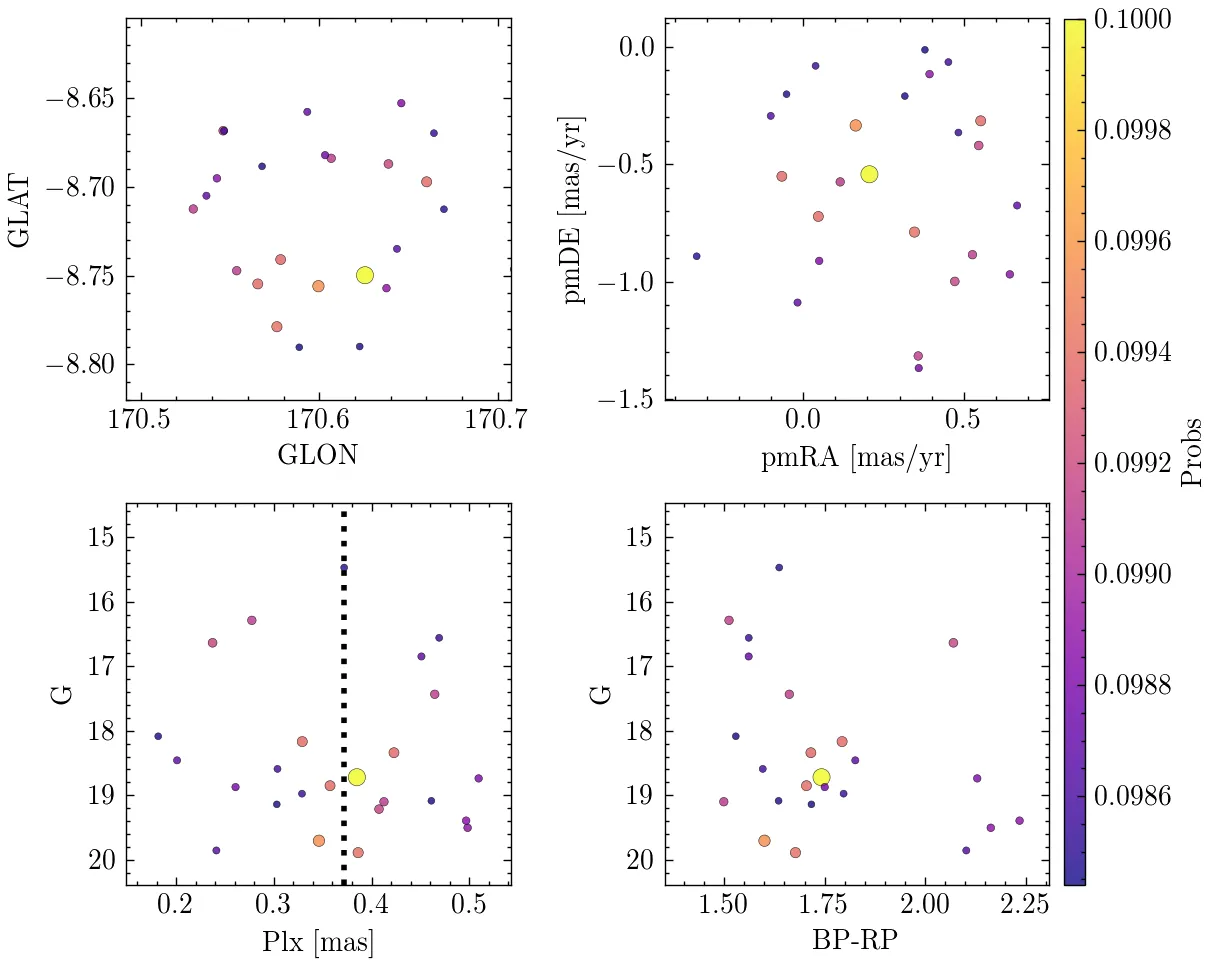 −8.65
−8.70
−8.75
−8.80
GLAT
170.5 170.6 170.7
GLON
0.0
−0.5
−1.0
−1.5
pmDE [mas/yr]
0.0 0.5
pmRA [mas/yr]
15
16
17
18
19
20
G
0.2 0.3 0.4 0.5
Plx [mas]
15
16
17
18
19
20
G
1.50 1.75 2.00 2.25
BP-RP
0.1000
0.0998
0.0996
0.0994
0.0992
0.0990
0.0988
0.0986
Probs